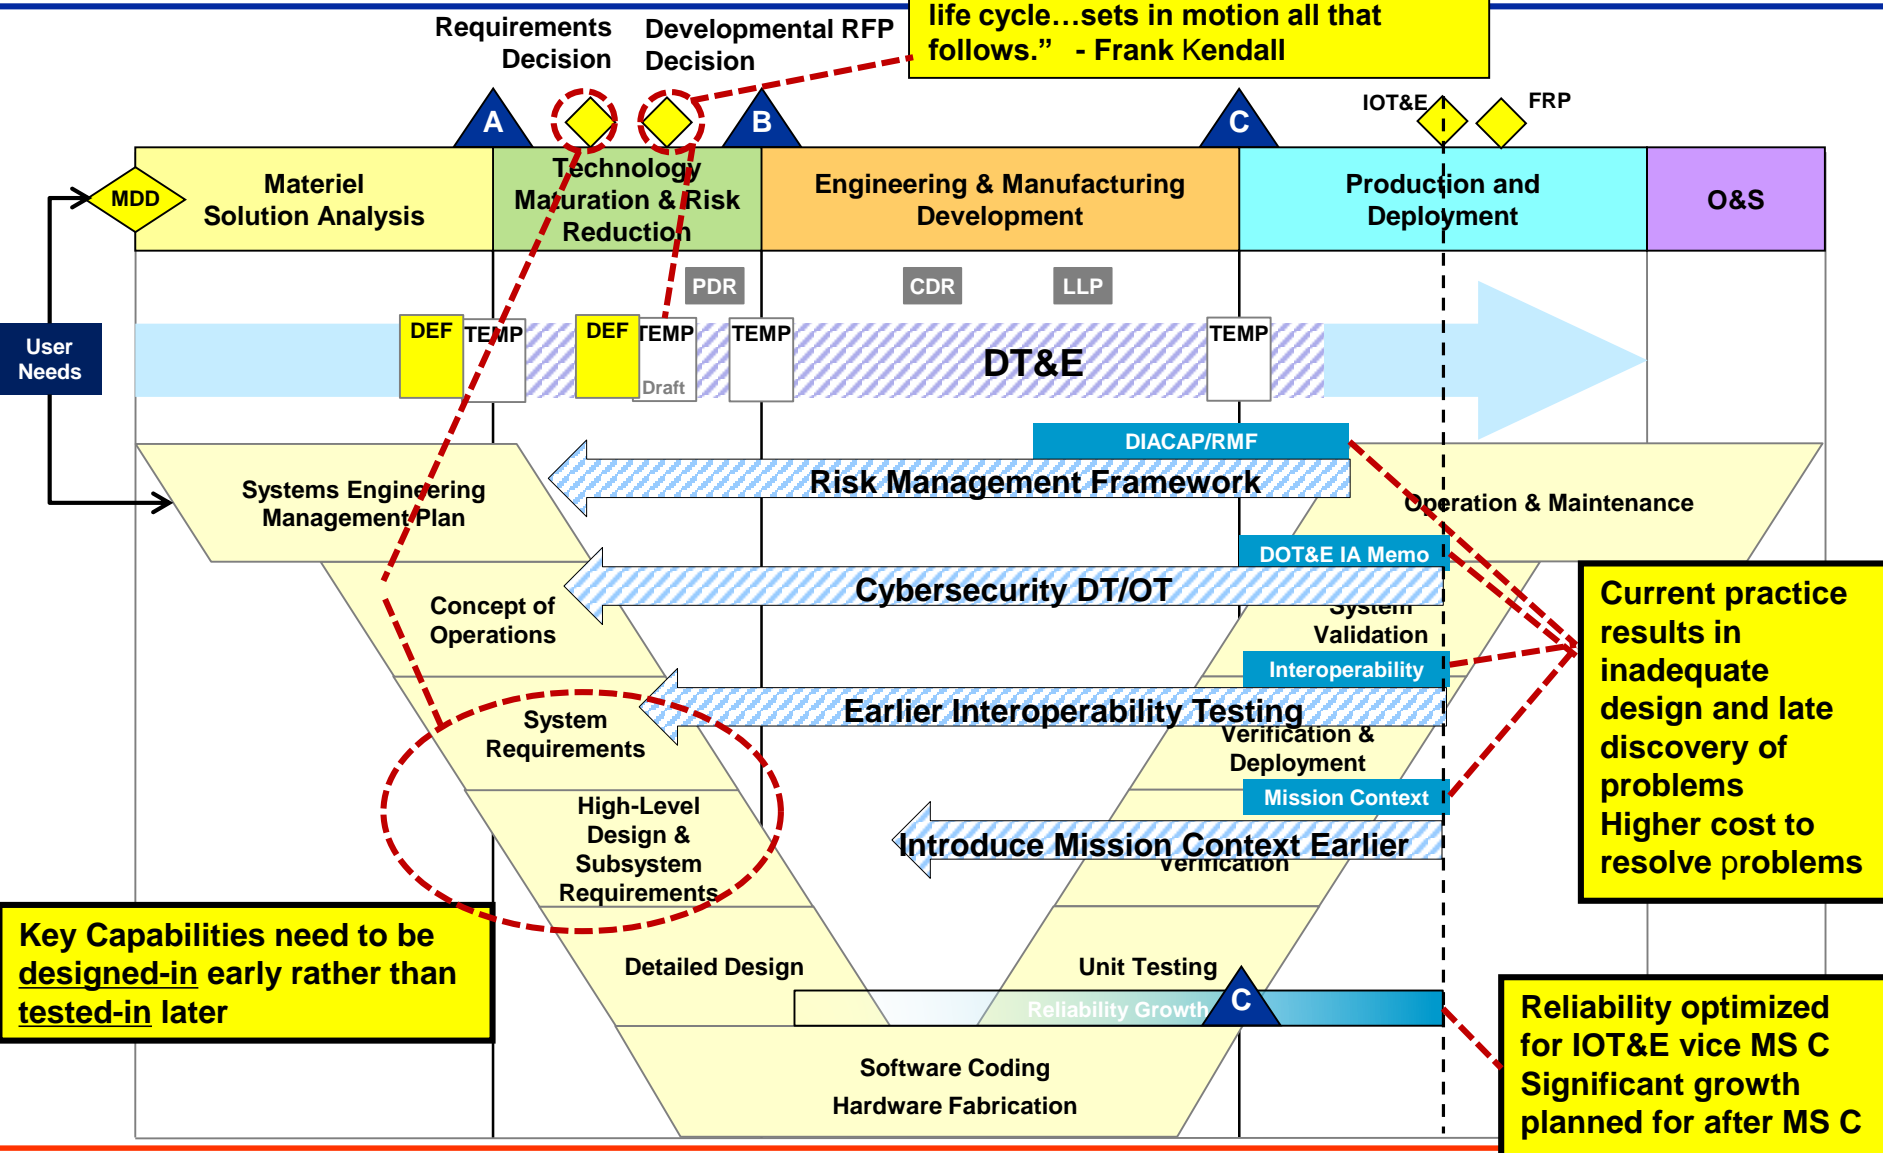 life cycle…sets in motion all that
follows.”   - Frank Kendall
Requirements
Decision
Developmental RFP
Decision
A
B
C
IOT&E
FRP
MDD
Materiel
Solution Analysis
Technology
Maturation & Risk
Reduction
Engineering & Manufacturing
Development
Production and
Deployment
O&S
PDR
CDR
LLP
User
Needs
DEF
TEMP
DEF
TEMP
Draft
TEMP
DT&E
TEMP
DIACAP/RMF
Risk Management Framework
Systems Engineering
Management Plan
Operation & Maintenance
DOT&E IA Memo
Cybersecurity DT/OT
Concept of
Operations
System
Validation
Interoperability
Earlier Interoperability Testing
System
Requirements
Verification &
Deployment
Mission Context
High-Level
Design &
Subsystem
Requirements
Introduce Mission Context Earlier
Verification
Current practice
results in
inadequate
design and late
discovery of
problems
Higher cost to
resolve problems
Key Capabilities need to be
designed-in early rather than
tested-in later
Detailed Design
Unit Testing
Reliability Growth
C
Software Coding
Hardware Fabrication
Reliability optimized
for IOT&E vice MS C
Significant growth
planned for after MS C